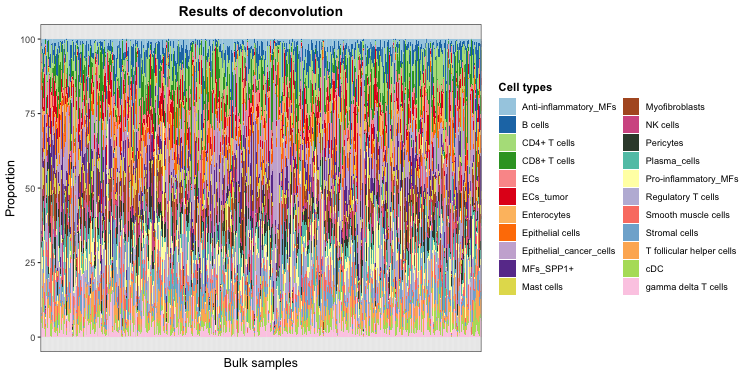 Results of deconvolution
100
75
50
25
0
Proportion
Bulk samples
Cell types
Anti-inflammatory_MFs
B cells
CD4+ T cells
CD8+ T cells
ECs
ECs_tumor
Enterocytes
Epithelial cells
Epithelial_cancer_cells
MFs_SPP1+
Mast cells
Myofibroblasts
NK cells
Pericytes
Plasma_cells
Pro-inflammatory_MFs
Regulatory T cells
Smooth muscle cells
Stromal cells
T follicular helper cells
cDC
gamma delta T cells